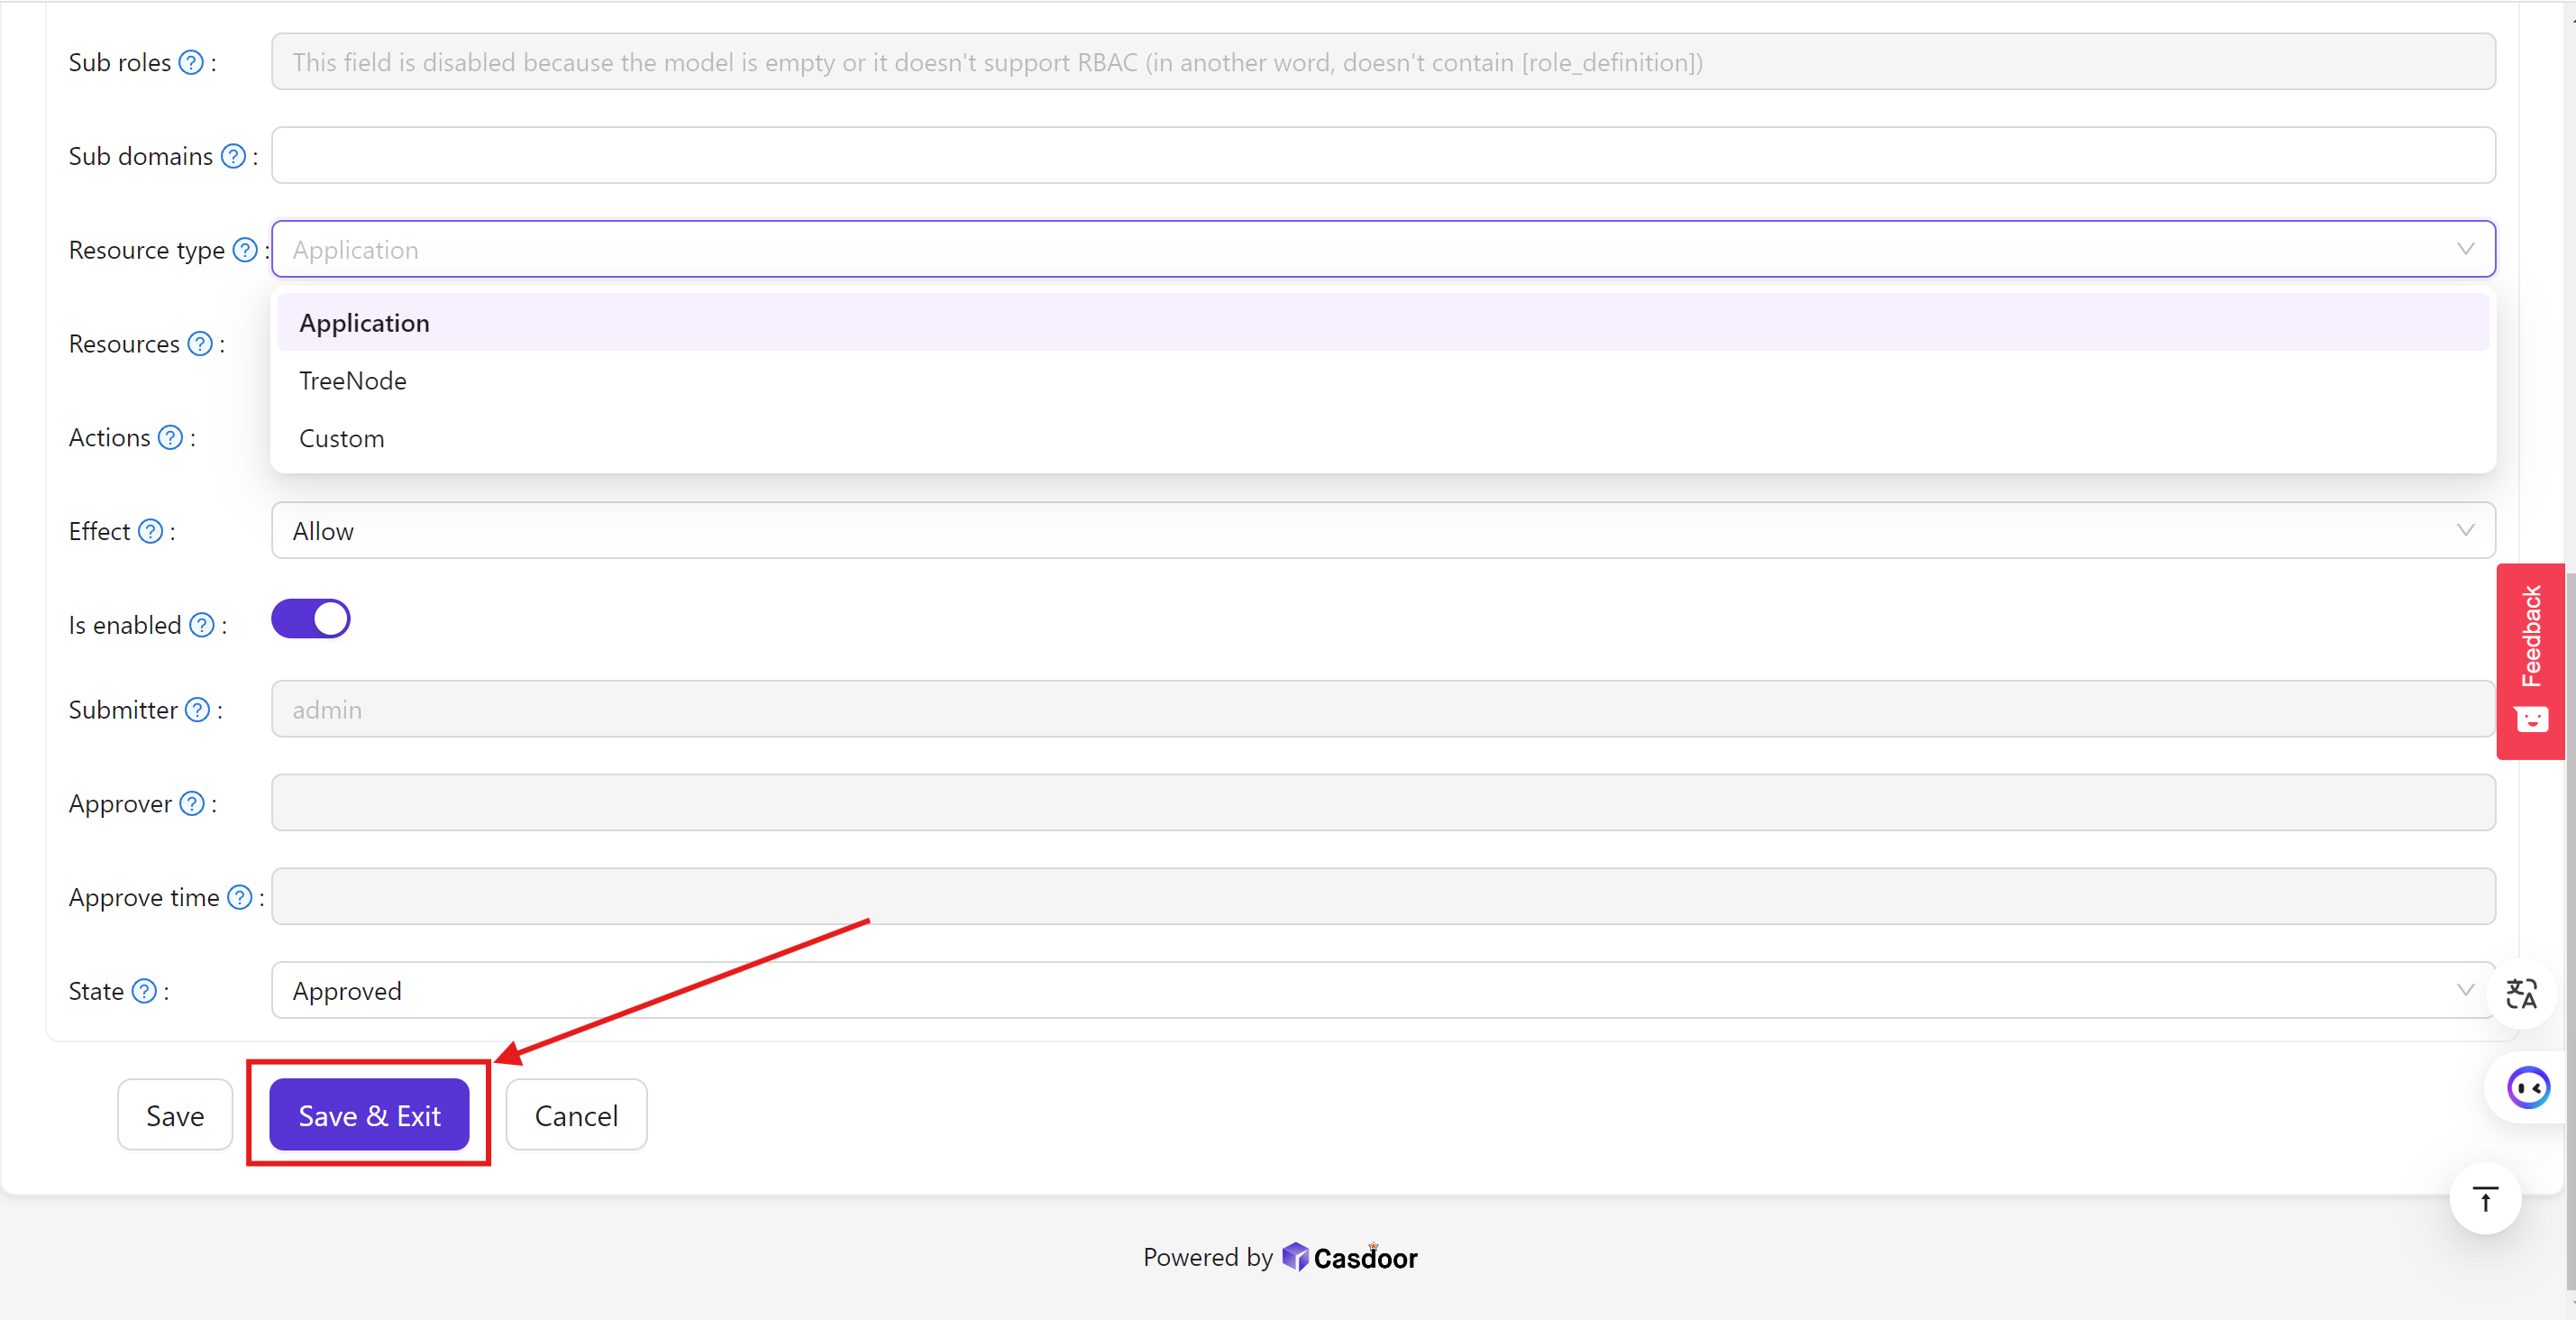 Sub roles ? :
This field is disabled because the model is empty or it doesn't support RBAC (in another word, doesn't contain [role_definition])
Sub domains ? :
Resource type ? :
Application
Resources ? :
Application
TreeNode
Custom
Actions ? :
Effect ? :
Allow
Is enabled ? :
Submitter ? :
admin
Approver ? :
Approve time ? :
State ? :
Approved
Feedback
文A
Save
Save & Exit
Cancel
Powered by Casdoor